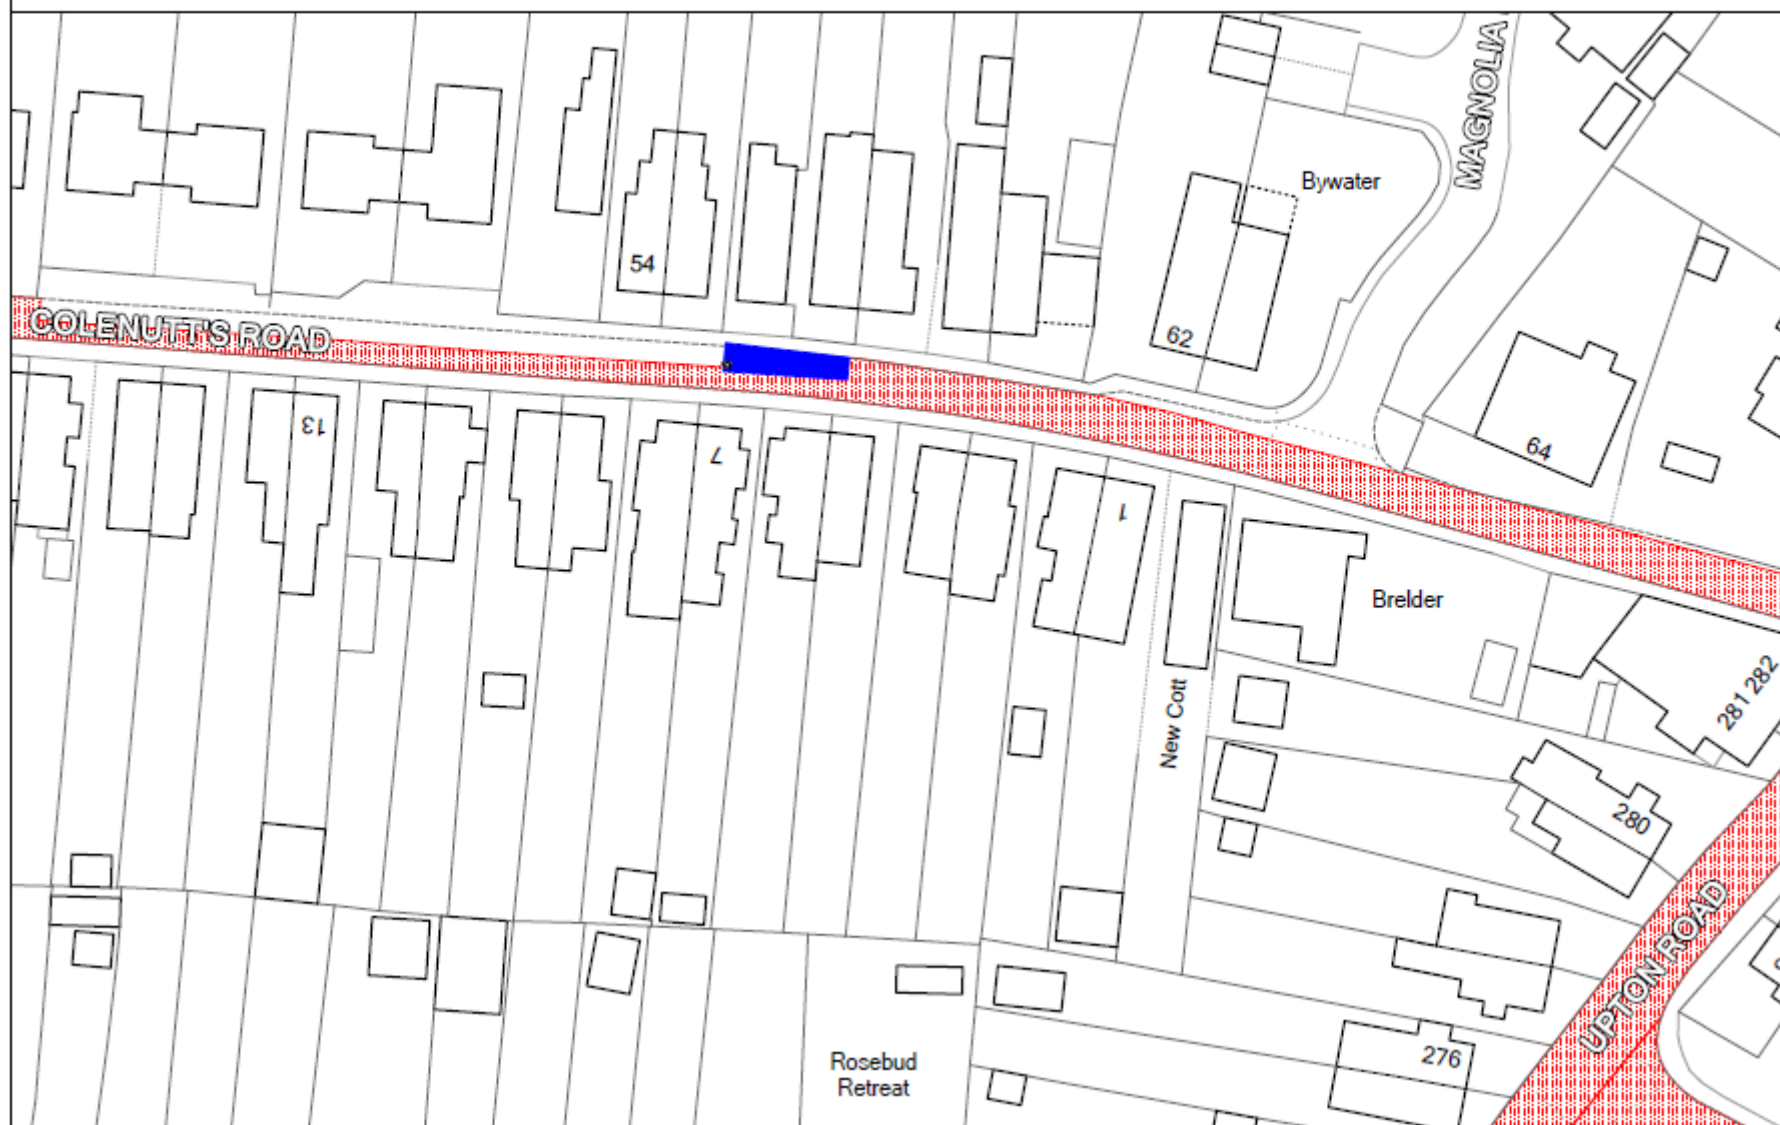 MAGNOLIA
Bywater
54
COLENUTT'S ROAD
62
13
7
64
1
Brelder
New Cott
281 282
280
UPTON ROAD
276
Rosebud
Retreat